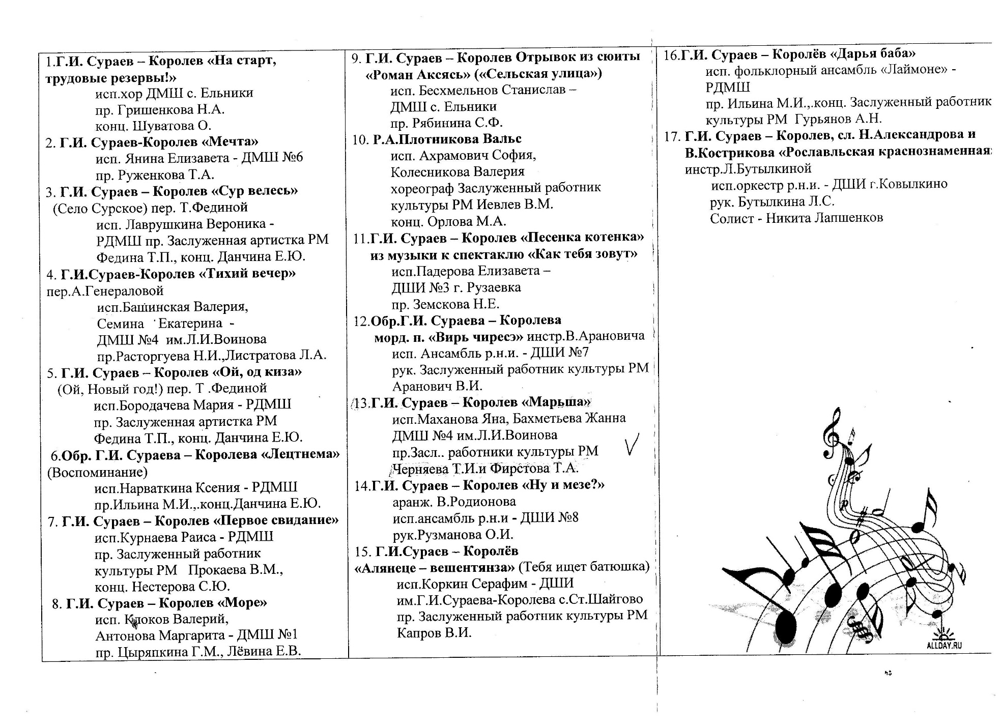 1.Г.И. Сураев – Королев «На старт,
трудовые резервы!»
исп.хор ДМШ с. Ельники
пр. Гришенкова Н.А.
конц. Шуватова О.
2. Г.И. Сураев-Королев «Мечта»
исп. Янина Елизавета - ДМШ №6
пр. Руженкова Т.А.
3. Г.И. Сураев – Королев «Сур велесь»
(Село Сурское) пер. Т.Фединой
исп. Лаврушкина Вероника -
РДМШ пр. Заслуженная артистка РМ
Федина Т.П., конц. Данчина Е.Ю.
4. Г.И.Сураев-Королев «Тихий вечер»
пер.А.Генераловой
исп.Башинская Валерия,
Семина Екатерина -
ДМШ №4 им.Л.И.Воинова
пр.Расторгуева Н.И.,Листратова Л.А.
5. Г.И. Сураев – Королев «Ой, од киза»
(Ой, Новый год!) пер. Т .Фединой
исп.Бородачева Мария - РДМШ
пр. Заслуженная артистка РМ
Федина Т.П., конц. Данчина Е.Ю.
6.Обр. Г.И. Сураева – Королева «Лецтнема»
(Воспоминание)
исп.Нарваткина Ксения - РДМШ
пр.Ильина М.И.,.конц.Данчина Е.Ю.
7. Г.И. Сураев – Королев «Первое свидание»
исп.Курнаева Раиса - РДМШ
пр. Заслуженный работник
культуры РМ Прокаева В.М.,
конц. Нестерова С.Ю.
8. Г.И. Сураев – Королев «Море»
исп. Клоков Валерий,
Антонова Маргарита - ДМШ №1
пр. Цыряпкина Г.М., Лёвина Е.В.
9. Г.И. Сураев – Королев Отрывок из сюиты
«Роман Аксясь» («Сельская улица»)
исп. Бесхмельнов Станислав –
ДМШ с. Ельники
пр. Рябинина С.Ф.
10. Р.А.Плотникова Вальс
исп. Ахрамович София,
Колесникова Валерия
хореограф Заслуженный работник
культуры РМ Иевлев В.М.
конц. Орлова М.А.
11.Г.И. Сураев – Королев «Песенка котенка»
из музыки к спектаклю «Как тебя зовут»
исп.Падерова Елизавета –
ДШИ №3 г. Рузаевка
пр. Земскова Н.Е.
12.Обр.Г.И. Сураева – Королева
морд. п. «Вирь чиресэ» инстр.В.Арановича
исп. Ансамбль р.н.и. - ДШИ №7
рук. Заслуженный работник культуры РМ
Аранович В.И.
13.Г.И. Сураев – Королев «Марьша»
исп.Маханова Яна, Бахметьева Жанна
ДМШ №4 им.Л.И.Воинова
пр.Засл.. работники культуры РМ
Черняева Т.И.и Фирстова Т.А.
14.Г.И. Сураев – Королев «Ну и мезе?»
аранж. В.Родионова
исп.ансамбль р.н.и - ДШИ №8
рук.Рузманова О.И.
15. Г.И.Сураев – Королёв
«Алянеце – вешентянза» (Тебя ищет батюшка)
исп.Коркин Серафим - ДШИ
им.Г.И.Сураева-Королева с.Ст.Шайгово
пр. Заслуженный работник культуры РМ
Капров В.И.
16.Г.И. Сураев – Королёв «Дарья баба»
исп. фольклорный ансамбль «Лаймоне» -
РДМШ
пр. Ильина М.И.,.конц. Заслуженный работник
культуры РМ Гурьянов А.Н.
17. Г.И. Сураев – Королев, сл. Н.Александрова и
В.Кострикова «Рославльская краснознаменная
инстр.Л.Бутылкиной
исп.оркестр р.н.и. - ДШИ г.Ковылкино
рук. Бутылкина Л.С.
Солист - Никита Лапшенков
ALLDAY.RU